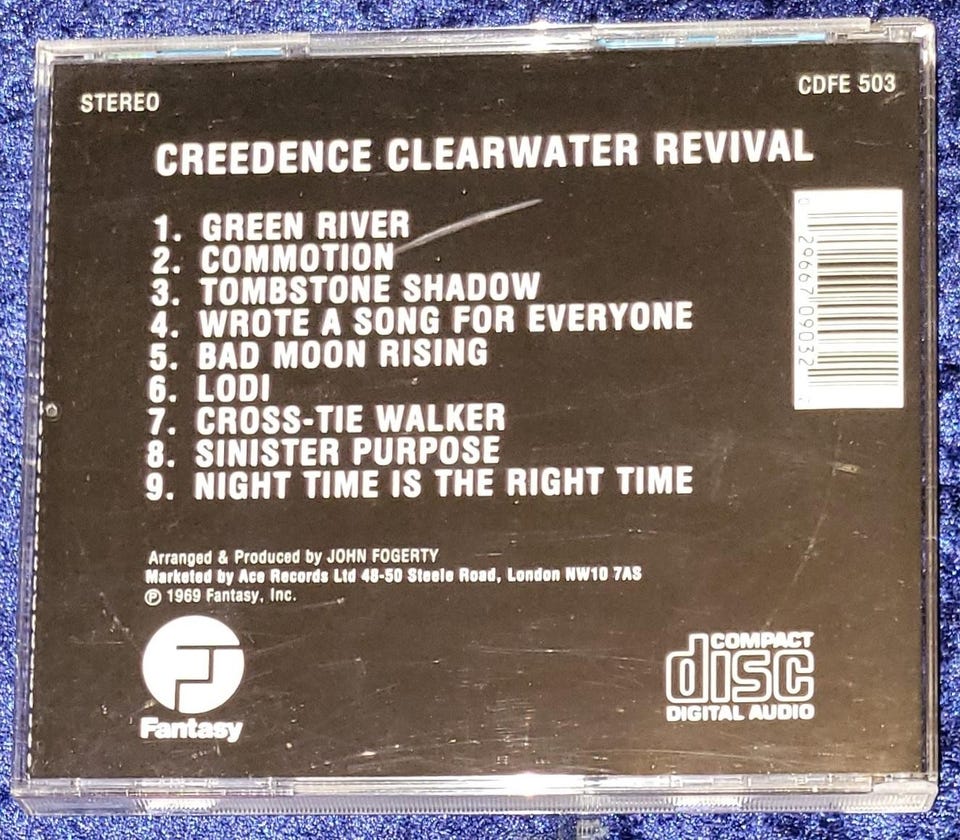 STEREO
CDFE 503
CREEDENCE CLEARWATER REVIVAL
1. GREEN RIVER
2. COMMOTION
3. TOMBSTONE SHADOW
4. WROTE A SONG FOR EVERYONE
5. BAD MOON RISING
6. LODI
7. CROSS-TIE WALKER
8. SINISTER PURPOSE
9. NIGHT TIME IS THE RIGHT TIME
0 29667 09032
Arranged & Produced by JOHN FOGERTY
Marketed by Ace Records Ltd 48-50 Steele Road, London NW10 7AS
℗ 1969 Fantasy, Inc.
F
Fantasy
COMPACT
disc
DIGITAL AUDIO